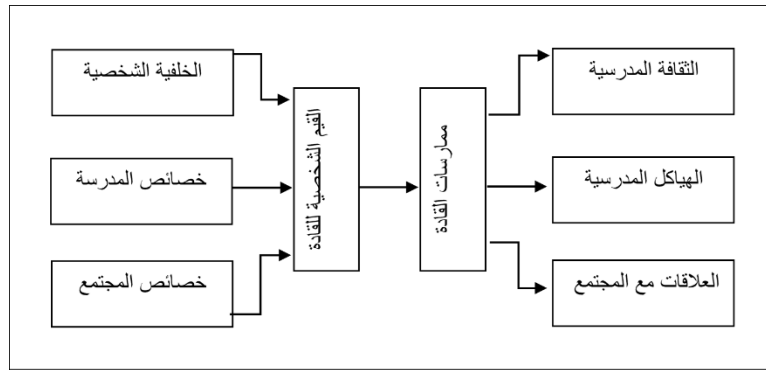 الخلفية الشخصية
خصائص المدرسة
خصائص المجتمع
القيم الشخصية للقادة
ممارسات القادة
الثقافة المدرسية
الهياكل المدرسية
العلاقات مع المجتمع